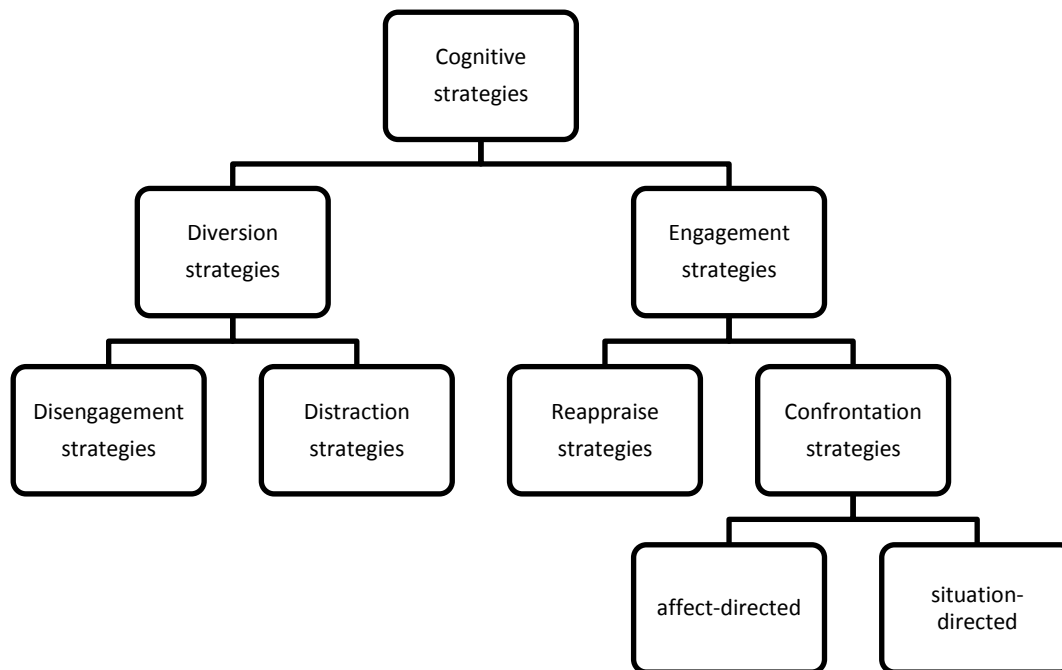 Cognitive
strategies
Diversion
strategies
Engagement
strategies
Disengagement
strategies
Distraction
strategies
Reappraise
strategies
Confrontation
strategies
affect-directed
situation-
directed